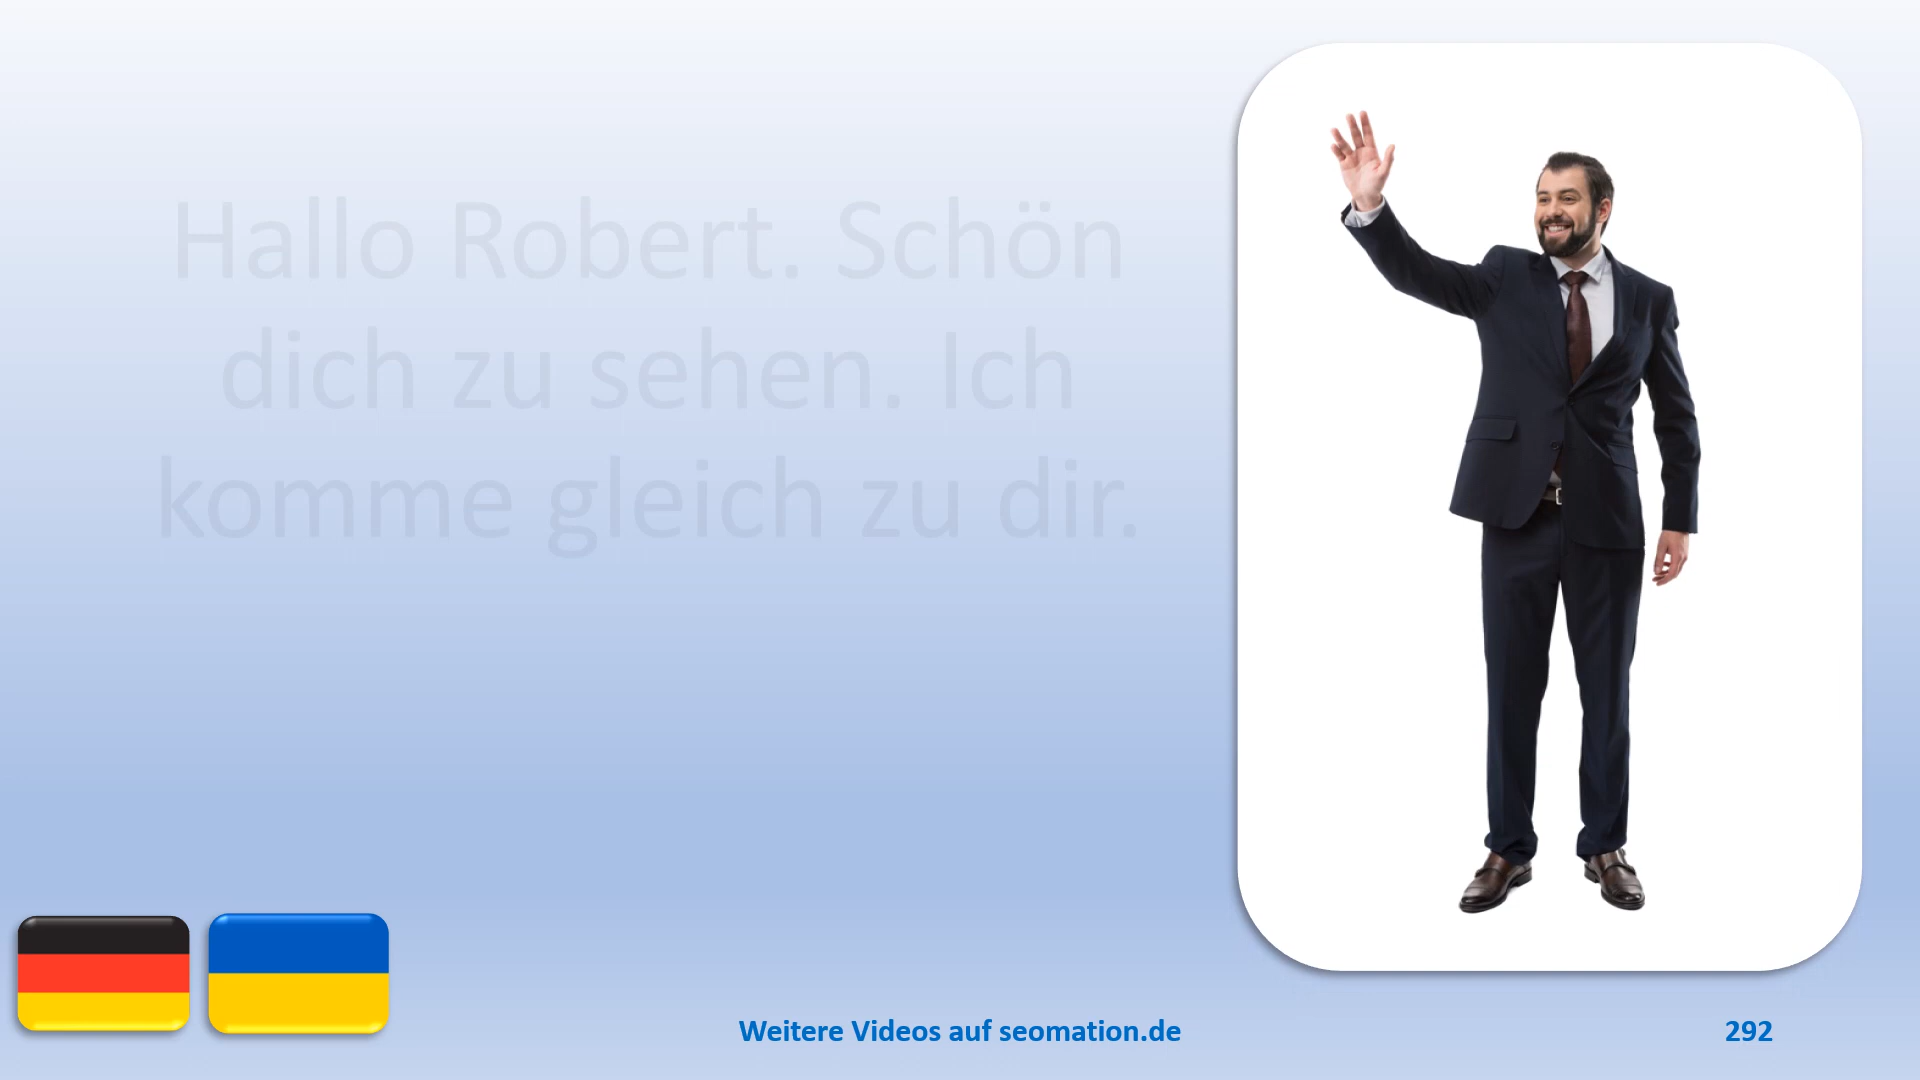 Hallo Robert. Schön
dich zu sehen. Ich
komme gleich zu dir.
Weitere Videos auf seomation.de
292